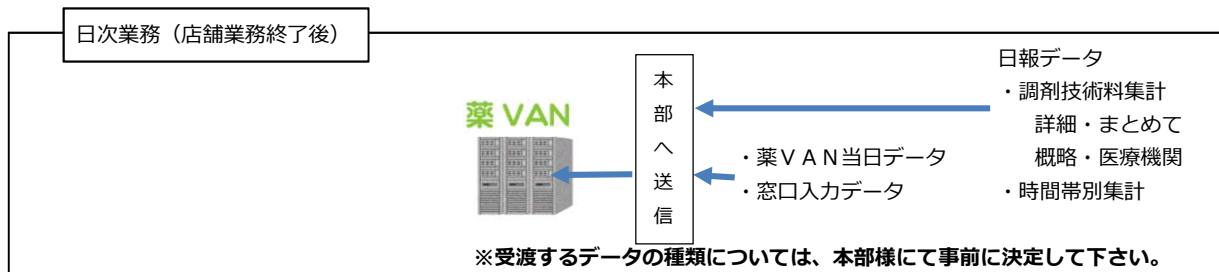 日次業務（店舗業務終了後）
薬 VAN
本部へ送信
・薬ＶＡＮ当日データ
・窓口入力データ
日報データ
・調剤技術料集計
詳細・まとめて
概略・医療機関
・時間帯別集計
※受渡するデータの種類については、本部様にて事前に決定して下さい。